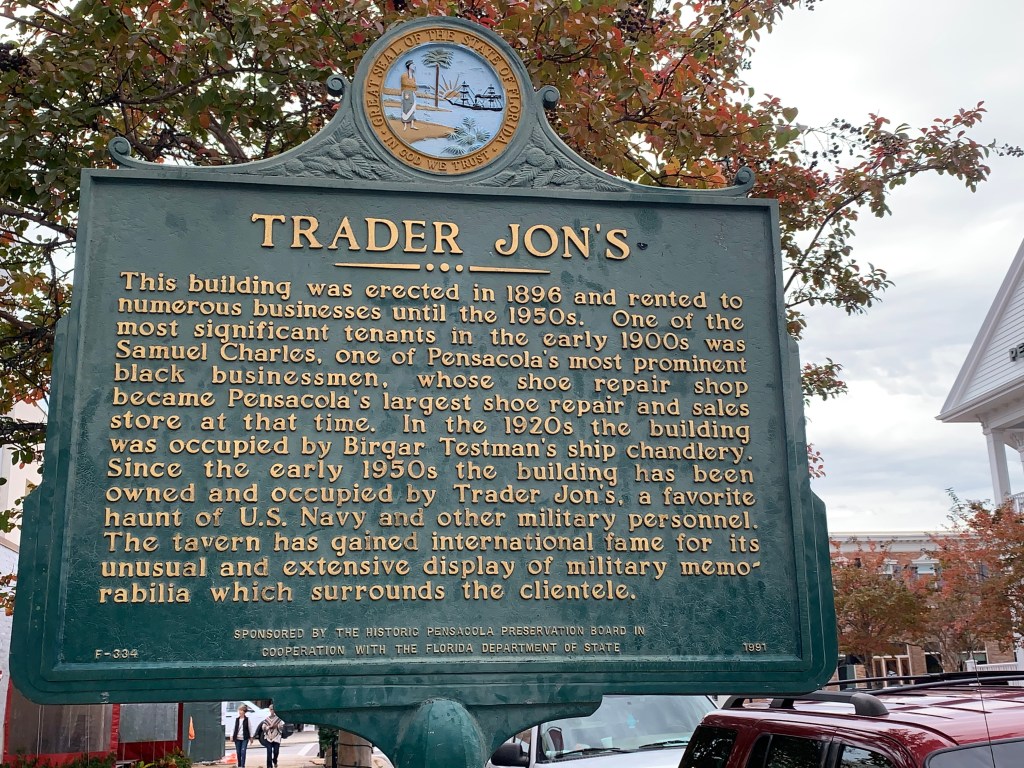 GREAT SEAL OF THE STATE OF FLORIDA
IN GOD WE TRUST
TRADER JON'S
This building was erected in 1896 and rented to
numerous businesses until the 1950s. One of the
most significant tenants in the early 1900s was
Samuel Charles, one of Pensacola's most prominent
black businessmen, whose shoe repair shop
became Pensacola's largest shoe repair and sales
store at that time. In the 1920s the building
was occupied by Birgar Testman's ship chandlery.
Since the early 1950s the building has been
owned and occupied by Trader Jon's, a favorite
haunt of U.S. Navy and other military personnel.
The tavern has gained international fame for its
unusual and extensive display of military memo-
rabilia which surrounds the clientele.
SPONSORED BY THE HISTORIC PENSACOLA PRESERVATION BOARD IN
COOPERATION WITH THE FLORIDA DEPARTMENT OF STATE
F-334
1991